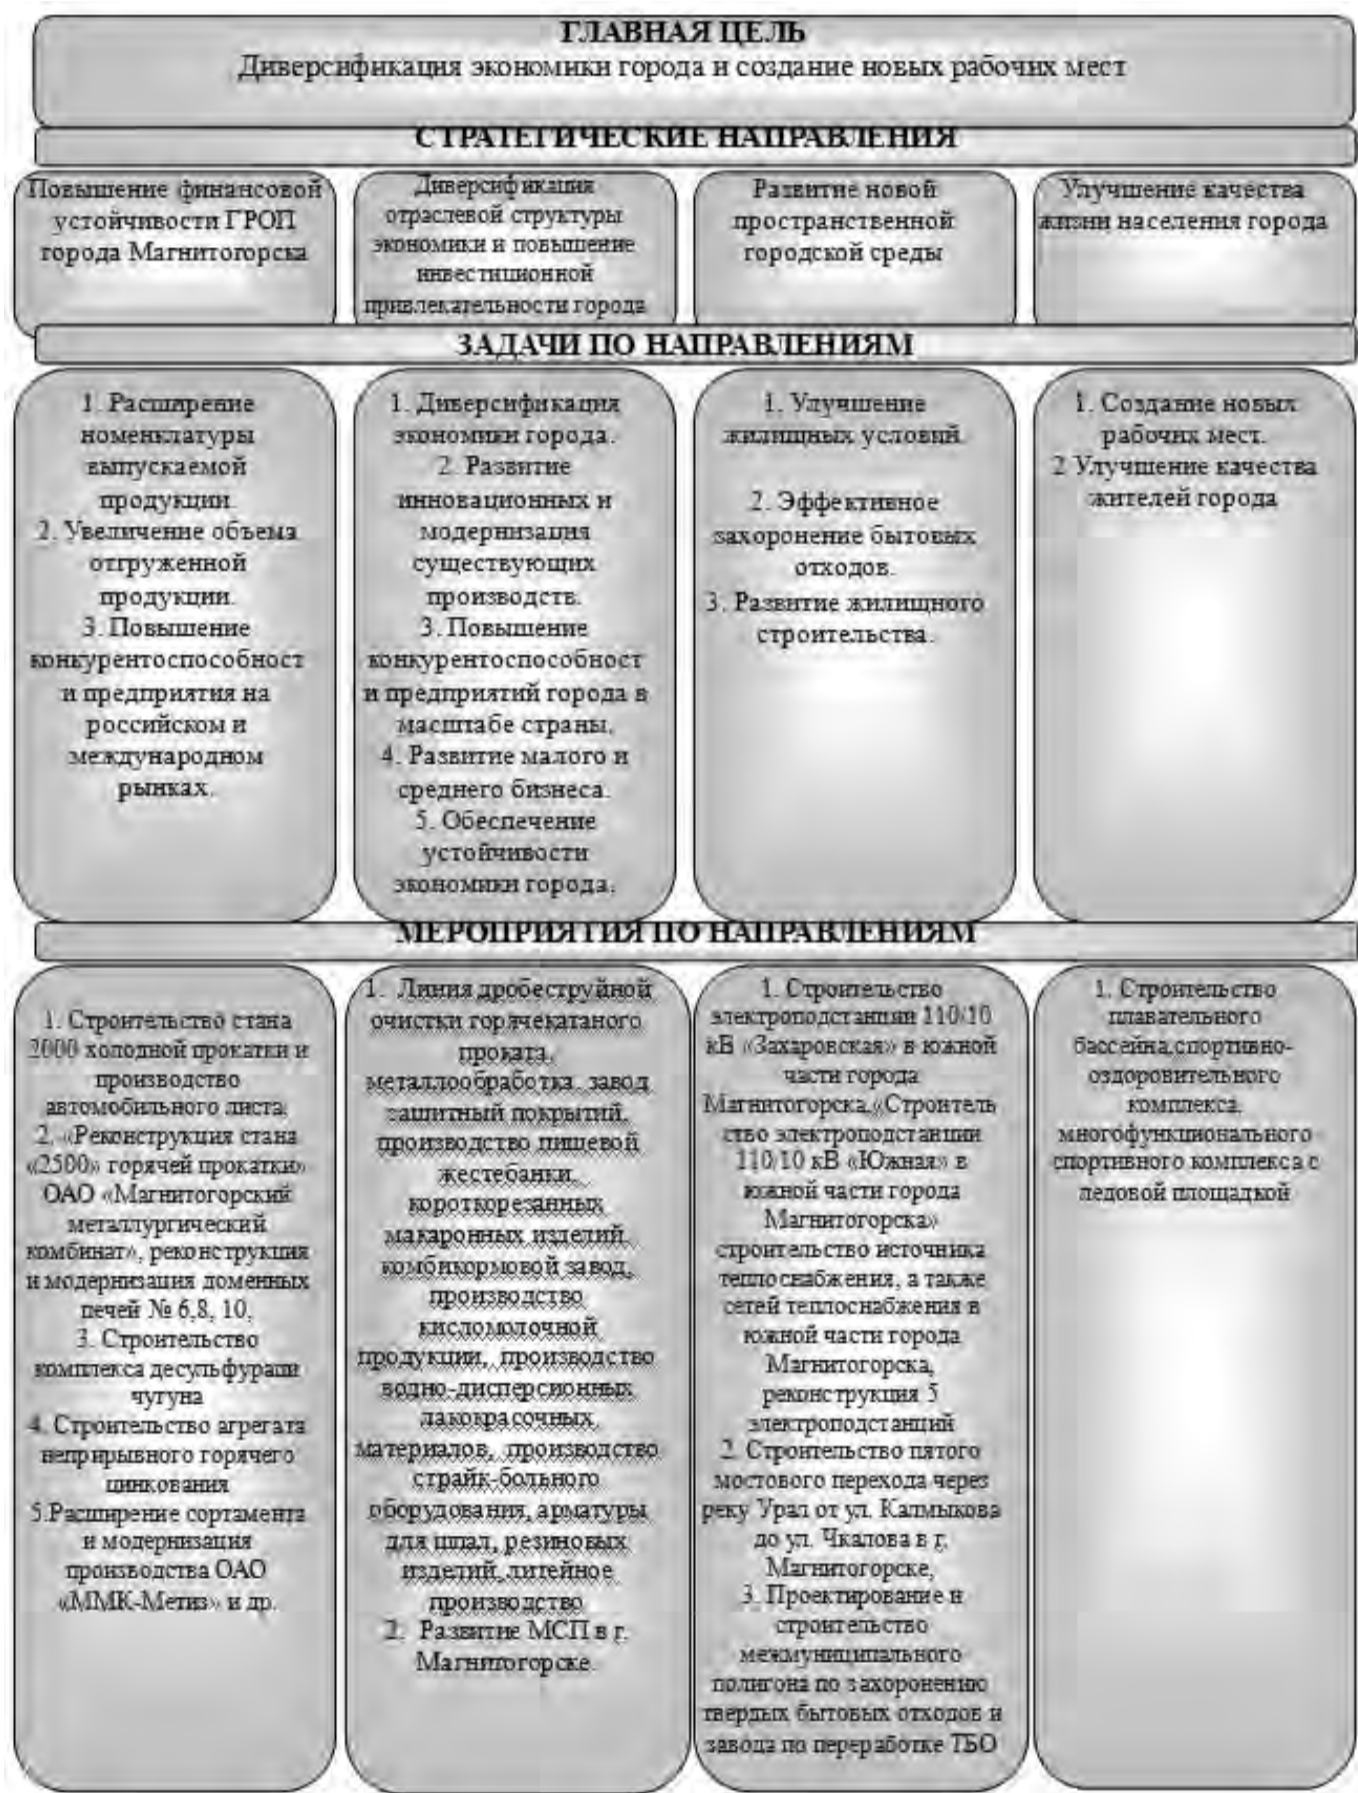 ГЛАВНАЯ ЦЕЛЬ
Диверсификация экономики города и создание новых рабочих мест
СТРАТЕГИЧЕСКИЕ НАПРАВЛЕНИЯ
Повышение финансовой
устойчивости ГРОП
города Магнитогорска
Диверсификация
отраслевой структуры
экономики и повышение
инвестиционной
привлекательности города
Развитие новой
пространственной
городской среды
Улучшение качества
жизни населения города
ЗАДАЧИ ПО НАПРАВЛЕНИЯМ
1. Расширение
номенклатуры
выпускаемой
продукции.
2. Увеличение объема
отгруженной
продукции.
3. Повышение
конкурентоспособност
и предприятия на
российском и
международном
рынках.
1. Диверсификация
экономики города.
2. Развитие
инновационных и
модернизация
существующих
производств.
3. Повышение
конкурентоспособност
и предприятий города в
масштабе страны.
4. Развитие малого и
среднего бизнеса.
5. Обеспечение
устойчивости
экономики города.
1. Улучшение
жилищных условий.
2. Эффективное
захоронение бытовых
отходов.
3. Развитие жилищного
строительства.
1. Создание новых
рабочих мест.
2 Улучшение качества
жителей города
МЕРОПРИЯТИЯ ПО НАПРАВЛЕНИЯМ
1. Строительство стана
2000 холодной прокатки и
производство
автомобильного листа.
2. «Реконструкция стана
«2500» горячей прокатки»
ОАО «Магнитогорский
металлургический
комбинат», реконструкция
и модернизация доменных
печей № 6,8, 10,
3. Строительство
комплекса десульфураци
чугуна
4. Строительство агрегата
неприрывного горячего
цинкования
5.Расширение сортамента
и модернизация
производства ОАО
«ММК-Метиз» и др.
1. Линия дробеструйной
очистки горячекатаного
проката,
металлообработка, завод
защитный покрытий,
производство пищевой
жестебанки,
короткорезанных
макаронных изделий,
комбикормовой завод,
производство
кисломолочной
продукции, производство
водно-дисперсионных
лакокрасочных
материалов, производство
страйк-больного
оборудования, арматуры
для шпал, резиновых
изделий, литейное
производство
2. Развитие МСП в г.
Магнитогорске.
1. Строительство
электроподстаняии 110/10
кВ «Захаровская» в южной
части города
Магнитогорска,«Строитель
ство электроподстанции
110/10 кВ «Южная» в
южной части города
Магнитогорска»
строительство источника
теплоснабжения, а также
сетей теплоснабжения в
южной части города
Магнитогорска,
реконструкция 5
электроподстанций
2. Строительство пятого
мостового перехода через
реку Урал от ул. Калмыкова
до ул. Чкалова в г.
Магнитогорске,
3. Проектирование и
строительство
межмуниципального
полигона по захоронению
твердых бытовых отходов и
завода по переработке ТБО
1. Строительство
плавательного
бассейна,спортивно-
оздоровительного
комплекса,
многофункционального
спортивного комплекса с
ледовой площадкой